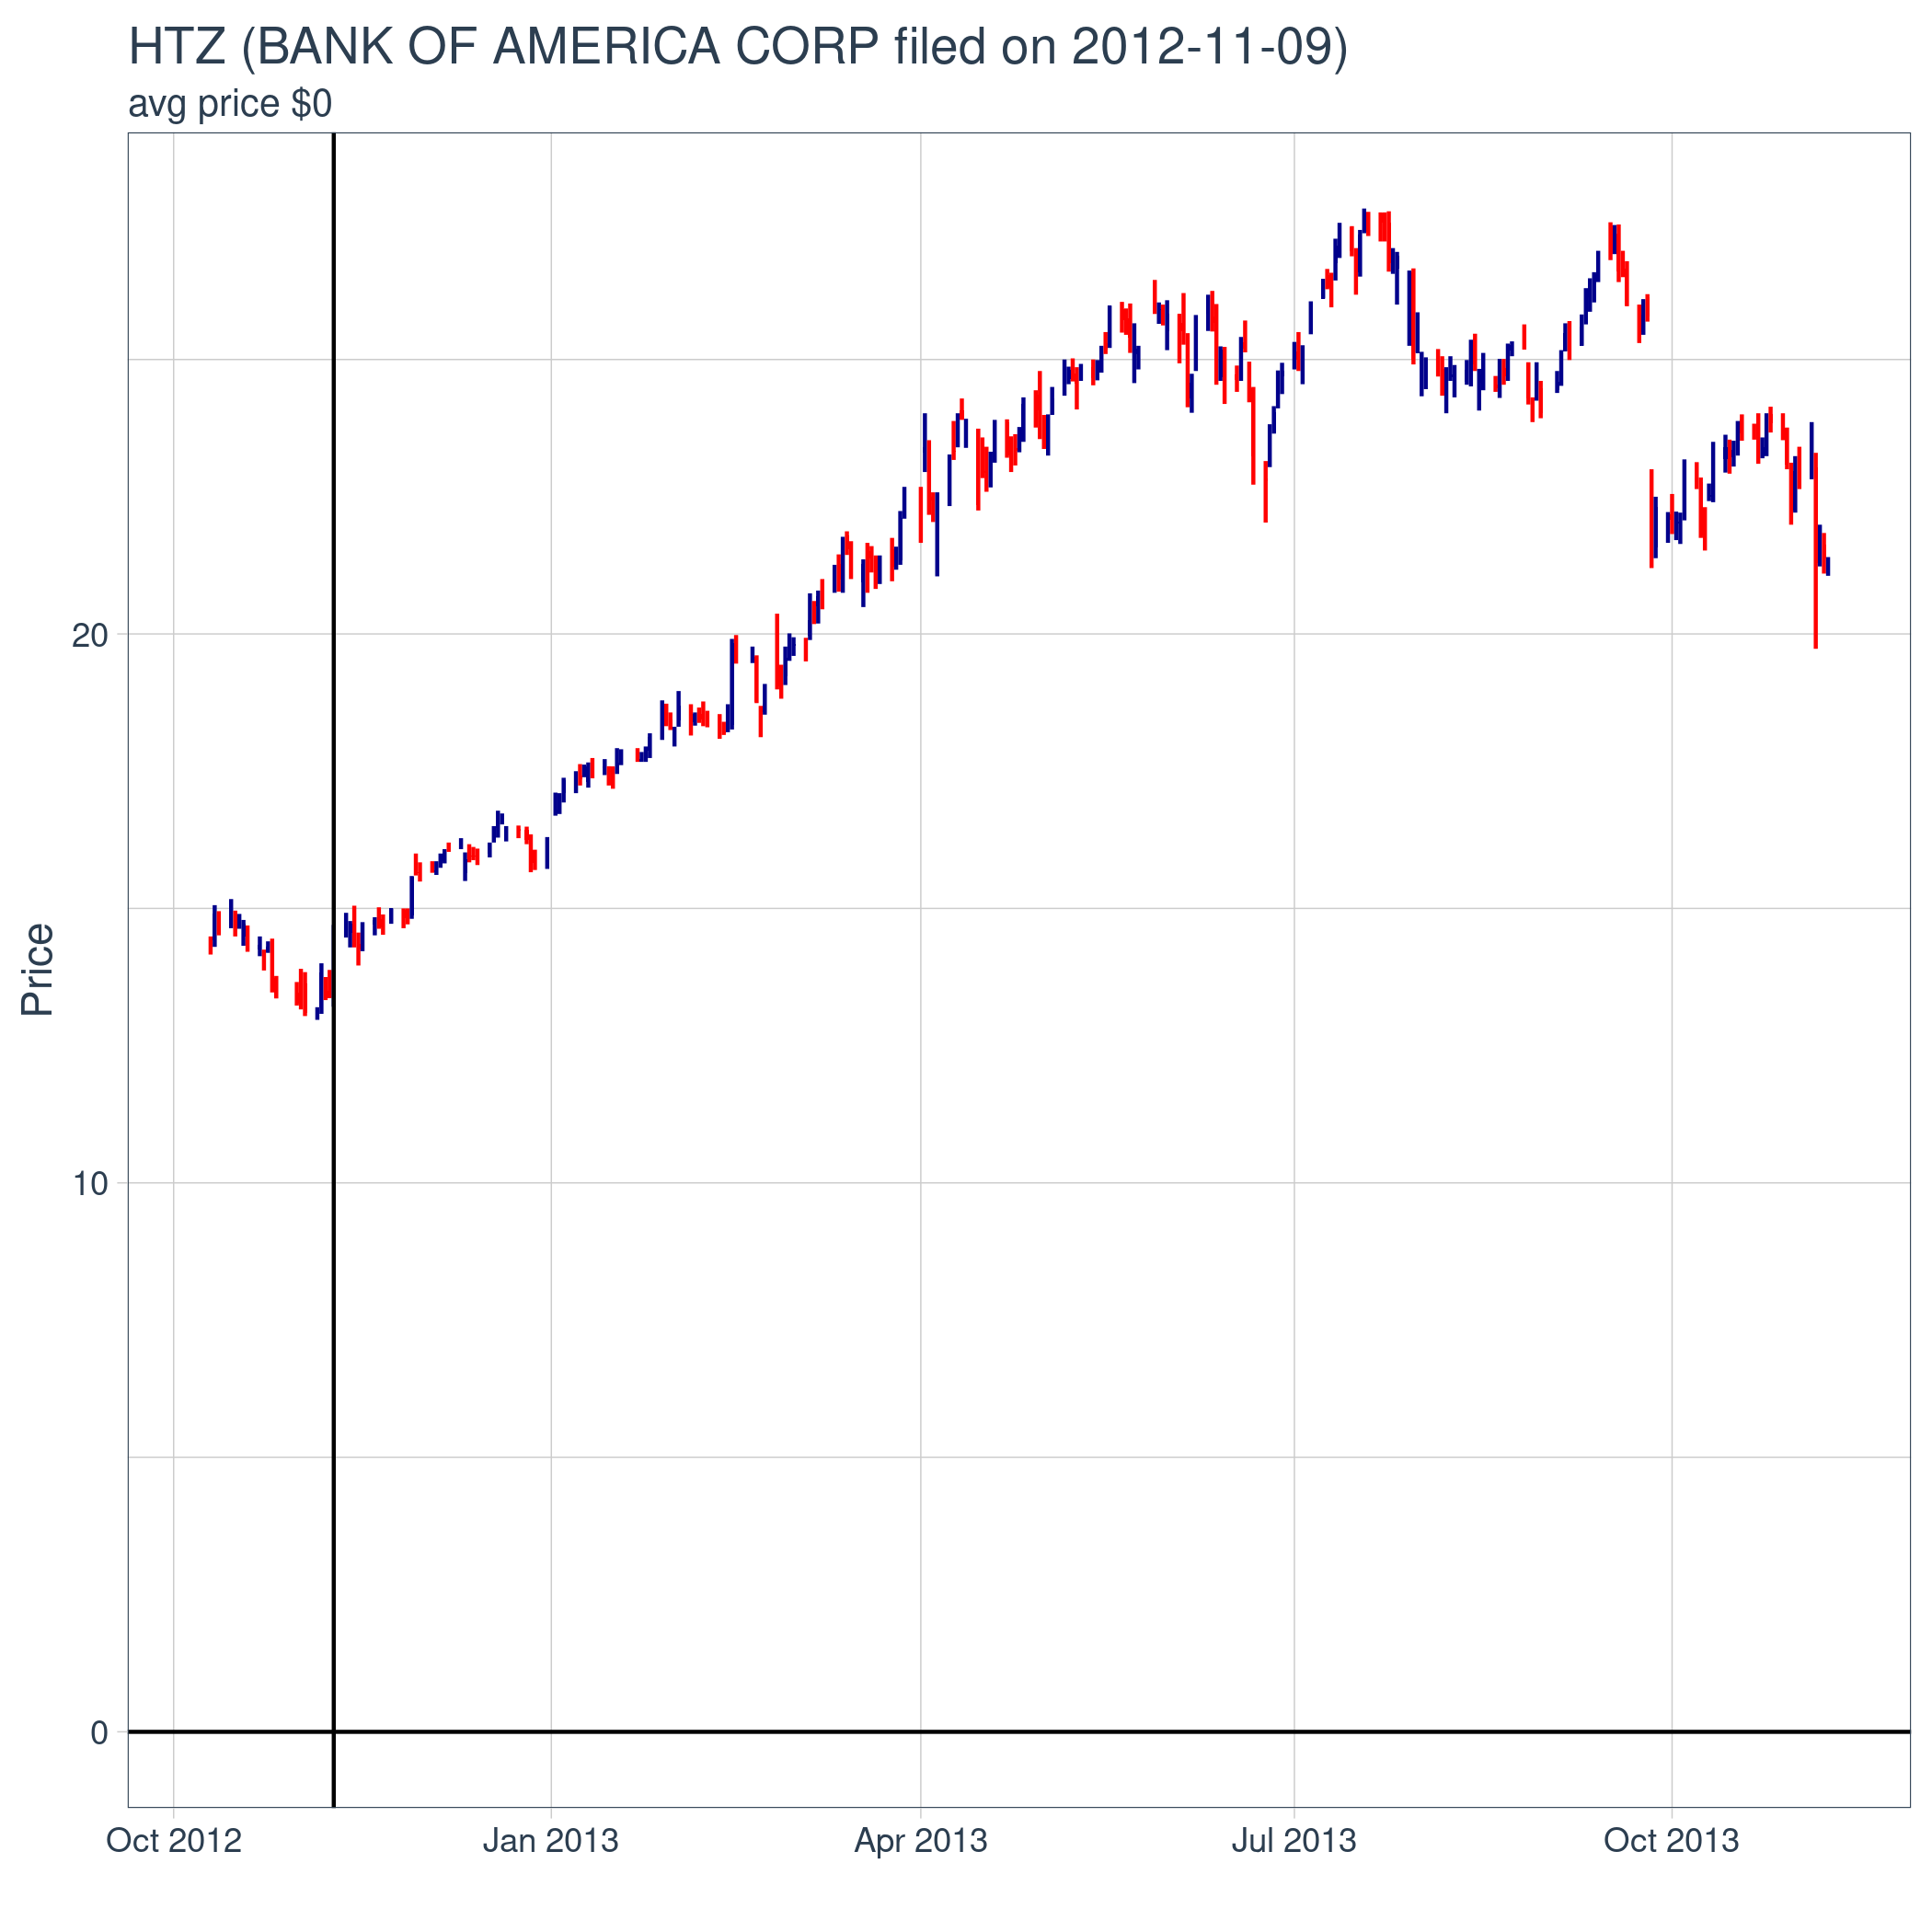 HTZ (BANK OF AMERICA CORP filed on 2012-11-09)
avg price $0
Price
20
10
0
Oct 2012
Jan 2013
Apr 2013
Jul 2013
Oct 2013